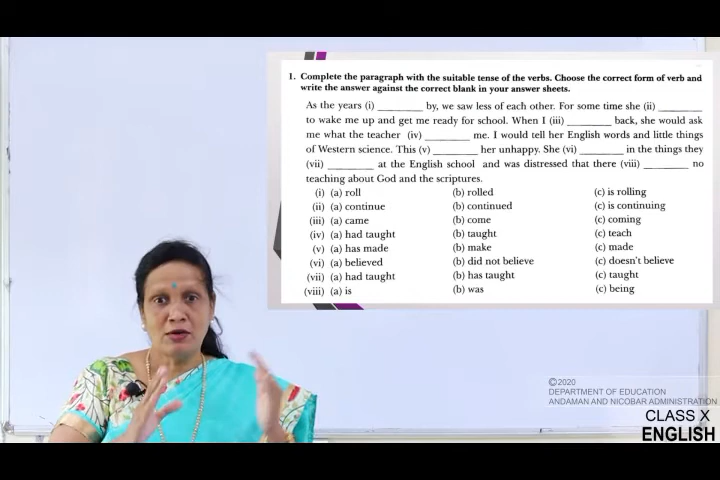 1. Complete the paragraph with the suitable tense of the verbs. Choose the correct form of verb and
write the answer against the correct blank in your answer sheets.
As the years (i) ________ by, we saw less of each other. For some time she (ii) ________
to wake me up and get me ready for school. When I (iii) ________ back, she would ask
me what the teacher (iv) ________ me. I would tell her English words and little things
of Western science. This (v) ________ her unhappy. She (vi) ________ in the things they
(vii) ________ at the English school and was distressed that there (viii) ________ no
teaching about God and the scriptures.
(i) (a) roll (b) rolled (c) is rolling
(ii) (a) continue (b) continued (c) is continuing
(iii) (a) came (b) come (c) coming
(iv) (a) had taught (b) taught (c) teach
(v) (a) has made (b) make (c) made
(vi) (a) believed (b) did not believe (c) doesn't believe
(vii) (a) had taught (b) has taught (c) taught
(viii) (a) is (b) was (c) being
©2020
DEPARTMENT OF EDUCATION
ANDAMAN AND NICOBAR ADMINISTRATION
CLASS X
ENGLISH